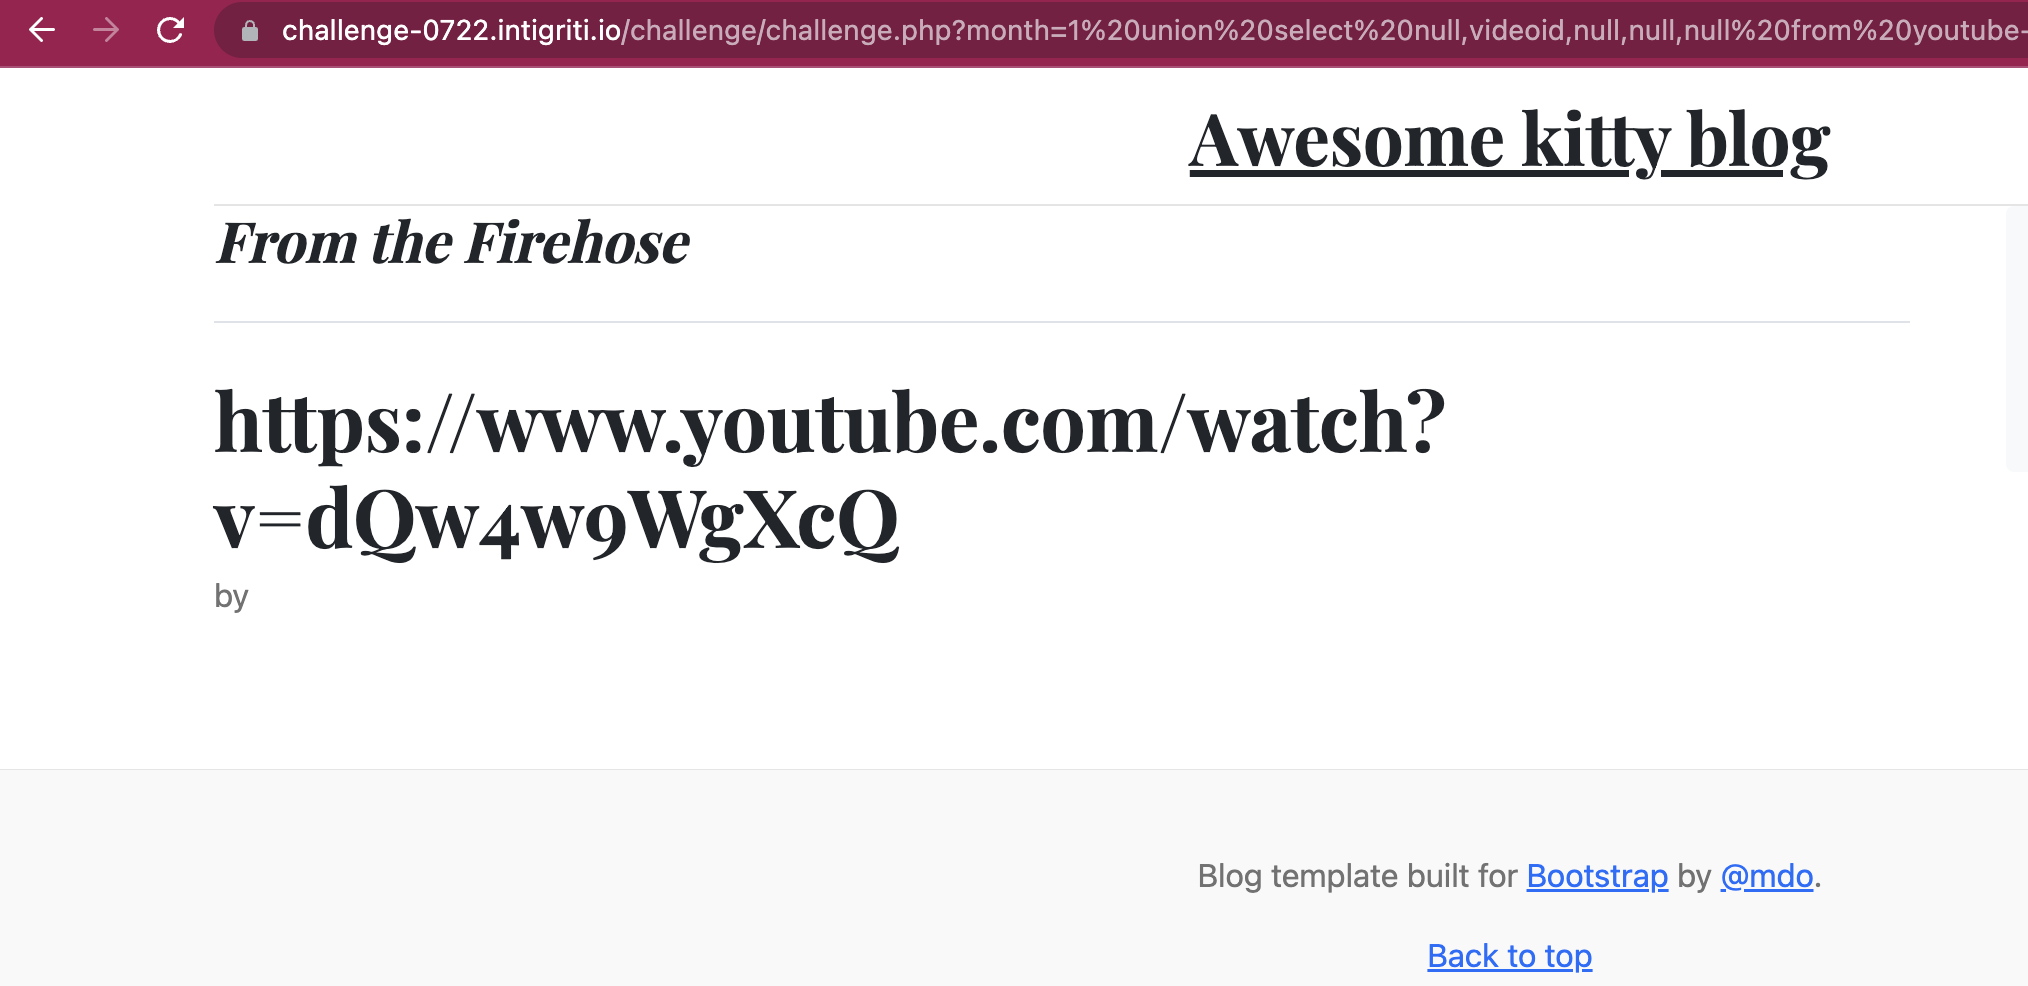 challenge-0722.intigriti.io/challenge/challenge.php?month=1%20union%20select%20null,videoid,null,null,null%20from%20youtube-
Awesome kitty blog
From the Firehose
https://www.youtube.com/watch?
v=dQw4w9WgXcQ
by
Blog template built for Bootstrap by @mdo.
Back to top